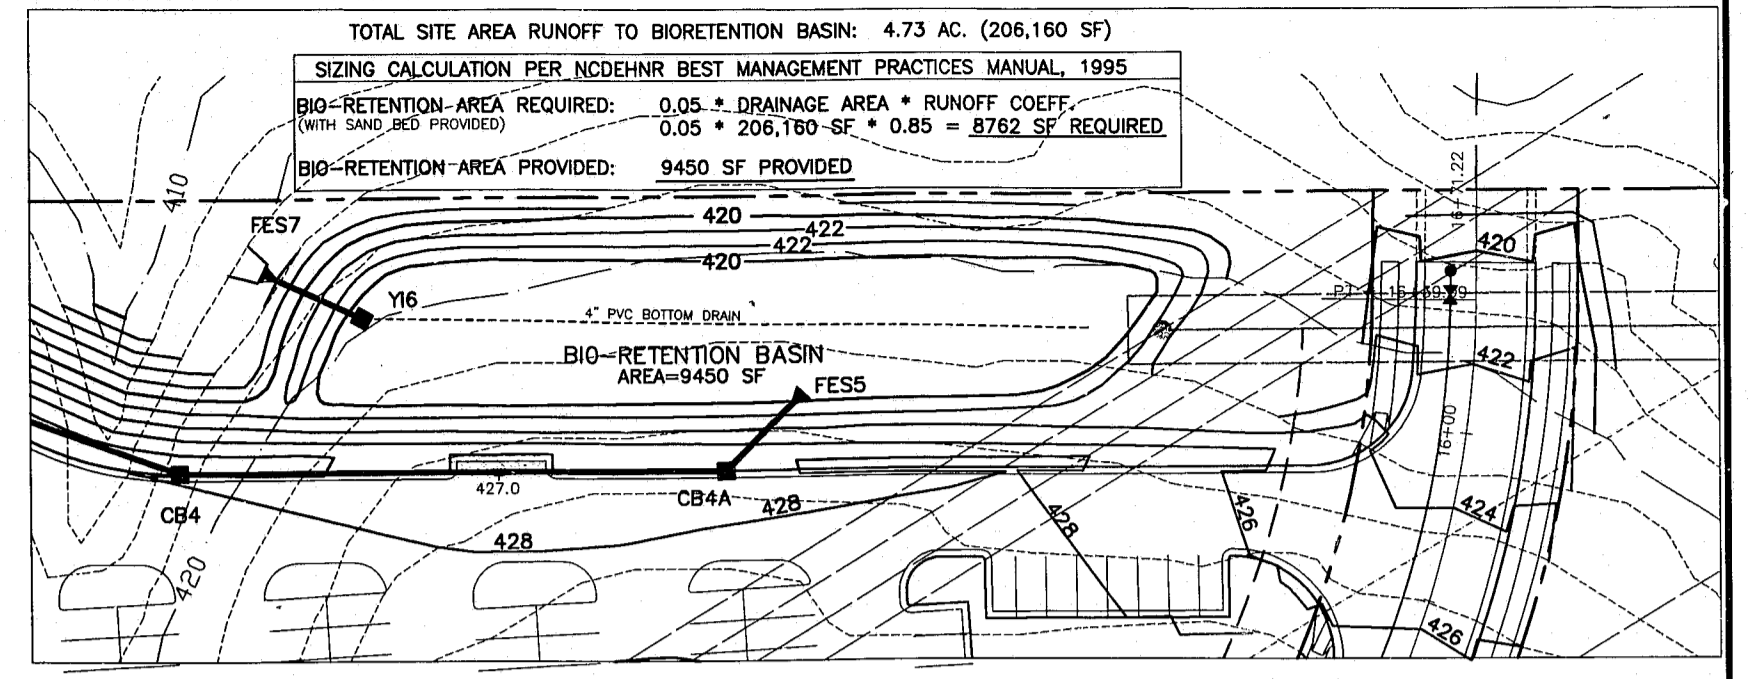 TOTAL SITE AREA RUNOFF TO BIORETENTION BASIN: 4.73 AC. (206,160 SF)
SIZING CALCULATION PER NCDEHNR BEST MANAGEMENT PRACTICES MANUAL, 1995
BIO-RETENTION AREA REQUIRED: 0.05 * DRAINAGE AREA * RUNOFF COEFF.
(WITH SAND BED PROVIDED) 0.05 * 206,160 SF * 0.85 = 8762 SF REQUIRED
BIO-RETENTION AREA PROVIDED: 9450 SF PROVIDED
410
FES7
420
422
422
420
71.22
420
Y16
4" PVC BOTTOM DRAIN
BIO-RETENTION BASIN
AREA=9450 SF
FES5
422
16+00
427.0
CB4
CB4A
428
428
428
426
424
420
426